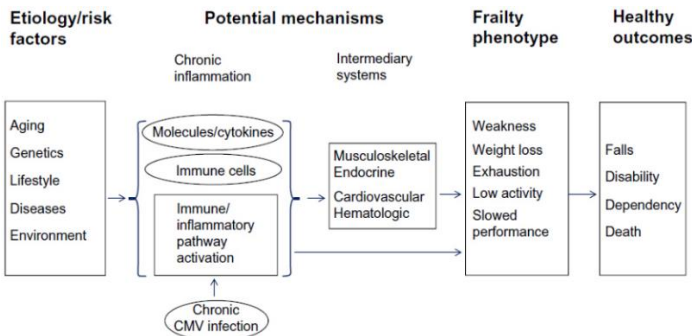 Etiology/risk
factors
Potential mechanisms
Frailty
phenotype
Healthy
outcomes
Chronic
inflammation
Intermediary
systems
Aging
Genetics
Lifestyle
Diseases
Environment
Molecules/cytokines
Immune cells
Immune/
inflammatory
pathway
activation
Chronic
CMV infection
Musculoskeletal
Endocrine
Cardiovascular
Hematologic
Weakness
Weight loss
Exhaustion
Low activity
Slowed
performance
Falls
Disability
Dependency
Death